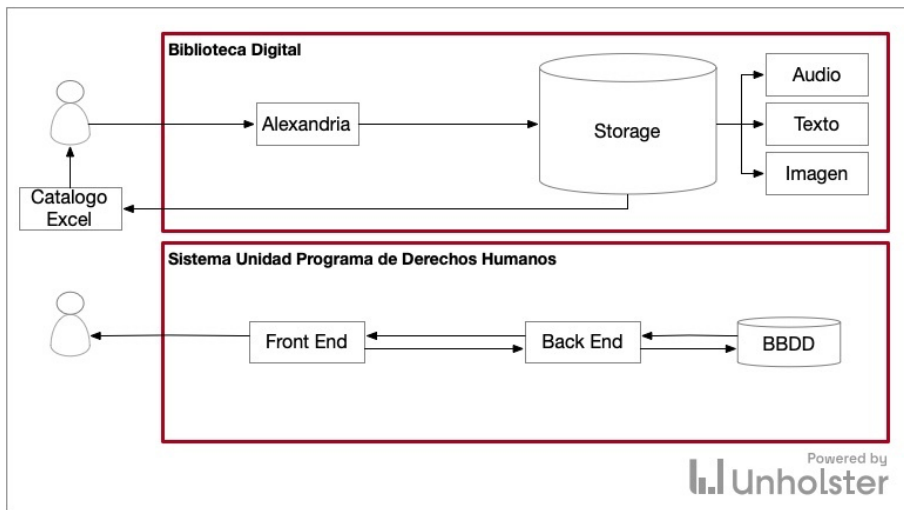 Biblioteca Digital
Audio
Alexandria
Storage
Texto
Imagen
Catalogo
Excel
Sistema Unidad Programa de Derechos Humanos
Front End
Back End
BBDD
Powered by
Unholster